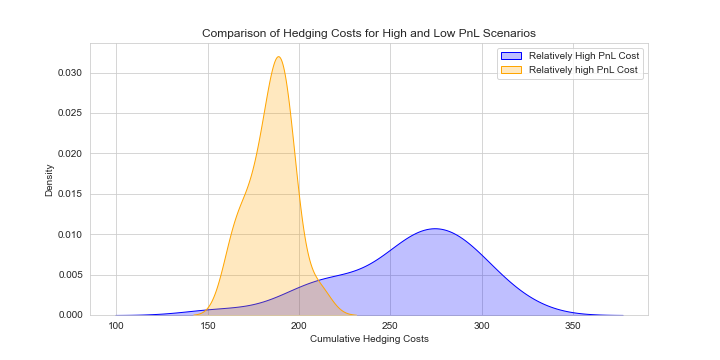 Comparison of Hedging Costs for High and Low PnL Scenarios
Relatively High PnL Cost
Relatively high PnL Cost
0.030
0.025
0.020
0.015
0.010
0.005
0.000
Density
100 150 200 250 300 350
Cumulative Hedging Costs